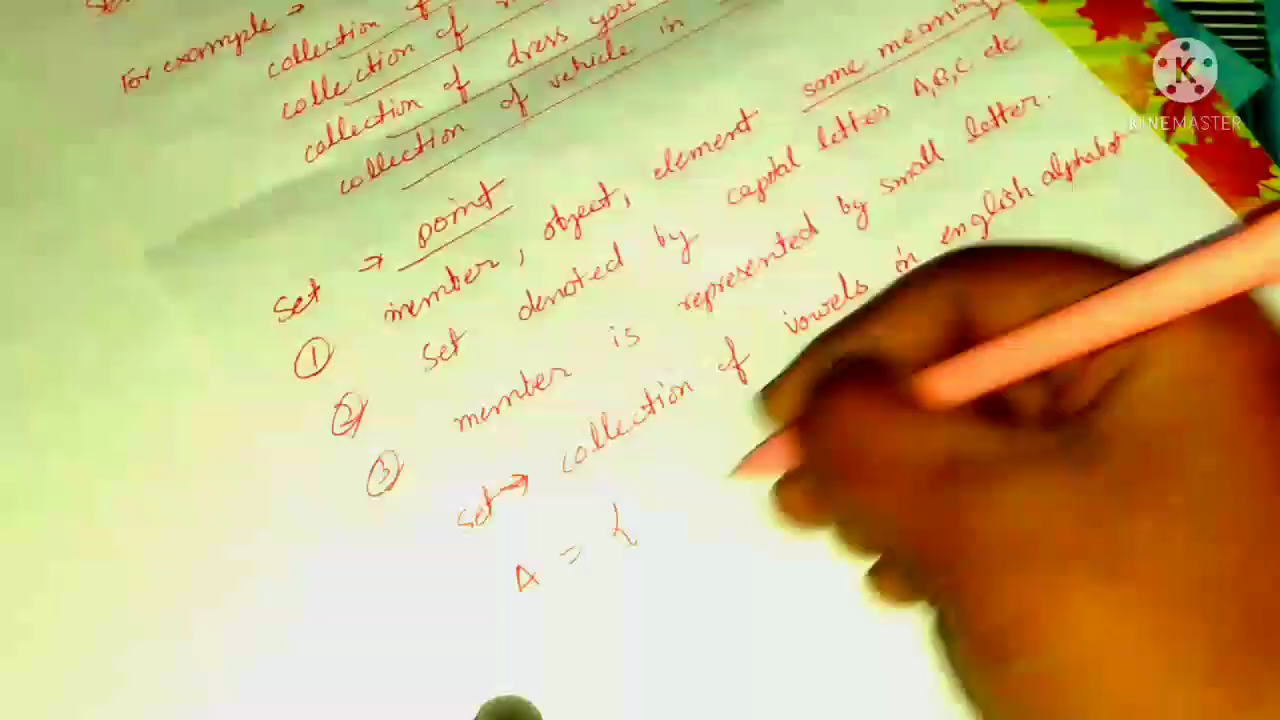 For example →
collection
collection of
collection of dress you
collection of vehicle in
Set → point
① member, object, element same meaning
② Set denoted by capital letter A,B,C etc
③ member is represented by small letter.
Set → collection of vowels in english alphabet
A = {
K
KINEMASTER